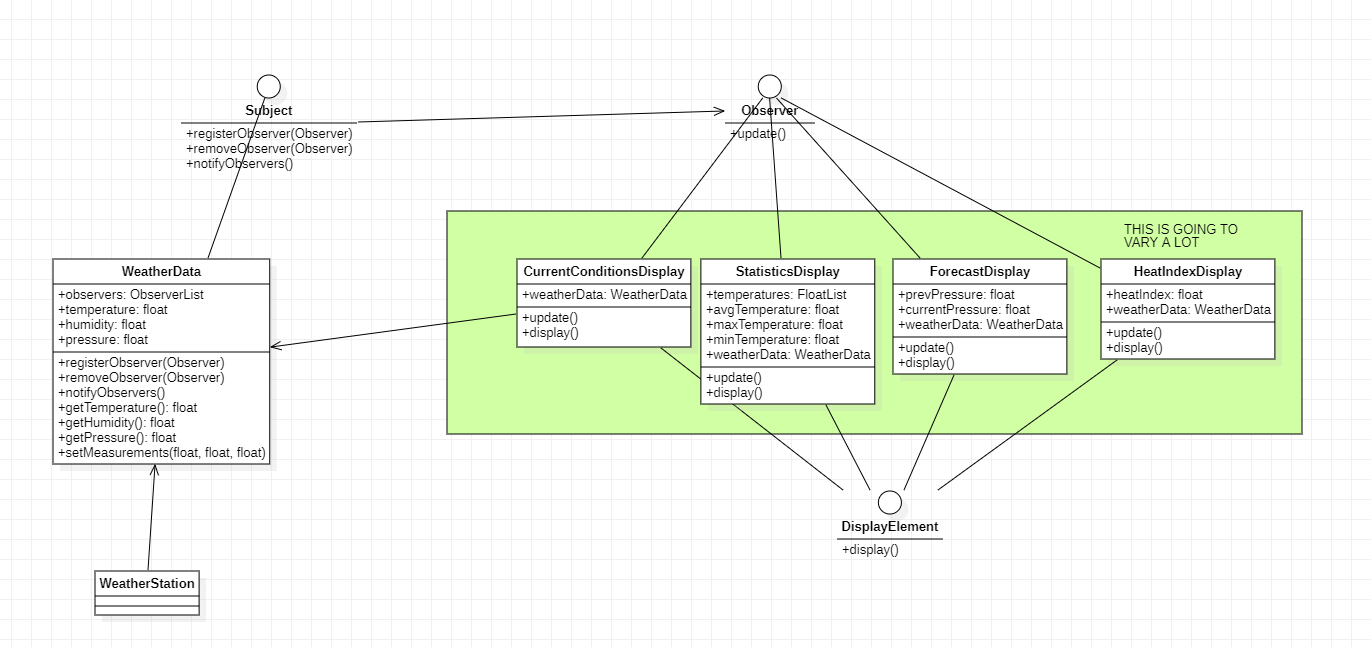 Subject
+registerObserver(Observer)
+removeObserver(Observer)
+notifyObservers()
Observer
+update()
THIS IS GOING TO
VARY A LOT
WeatherData
+observers: ObserverList
+temperature: float
+humidity: float
+pressure: float
+registerObserver(Observer)
+removeObserver(Observer)
+notifyObservers()
+getTemperature(): float
+getHumidity(): float
+getPressure(): float
+setMeasurements(float, float, float)
CurrentConditionsDisplay
+weatherData: WeatherData
+update()
+display()
StatisticsDisplay
+temperatures: FloatList
+avgTemperature: float
+maxTemperature: float
+minTemperature: float
+weatherData: WeatherData
+update()
+display()
ForecastDisplay
+prevPressure: float
+currentPressure: float
+weatherData: WeatherData
+update()
+display()
HeatIndexDisplay
+heatIndex: float
+weatherData: WeatherData
+update()
+display()
DisplayElement
+display()
WeatherStation